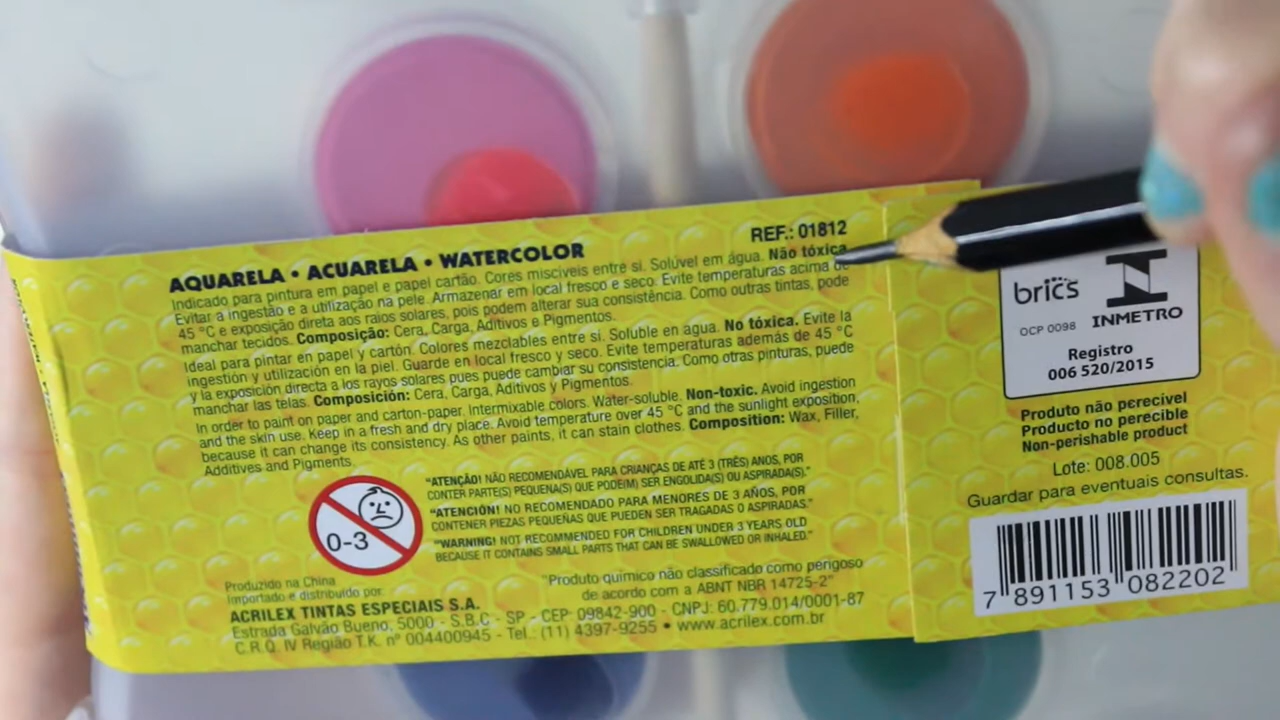 REF.: 01812
AQUARELA • ACUARELA • WATERCOLOR
Indicado para pintura em papel e papel cartão. Cores miscíveis entre si. Solúvel em água. Não tóxica
Evitar a ingestão e a utilização na pele. Armazenar em local fresco e seco. Evite temperaturas acima de
45 °C e exposição direta aos raios solares, pois podem alterar sua consistência. Como outras tintas, pode
manchar tecidos. Composição: Cera, Carga, Aditivos e Pigmentos.
Ideal para pintar en papel y cartón. Colores mezclables entre sí. Soluble en agua. No tóxica. Evite la
ingestión y utilización en la piel. Guarde en local fresco y seco. Evite temperaturas además de 45 °C
y la exposición directa a los rayos solares pues puede cambiar su consistencia. Como otras pinturas, puede
manchar las telas. Composición: Cera, Carga, Aditivos y Pigmentos.
In order to paint on paper and carton-paper. Intermixable colors. Water-soluble. Non-toxic. Avoid ingestion
and the skin use. Keep in a fresh and dry place. Avoid temperature over 45 °C and the sunlight exposition,
because it can change its consistency. As other paints, it can stain clothes. Composition: Wax, Filler,
Additives and Pigments.
0-3
"ATENÇÃO! NÃO RECOMENDÁVEL PARA CRIANÇAS DE ATÉ 3 (TRÊS) ANOS, POR
CONTER PARTE(S) PEQUENA(S) QUE PODE(M) SER ENGOLIDA(S) OU ASPIRADA(S)."
"ATENCIÓN! NO RECOMENDADO PARA MENORES DE 3 AÑOS, POR
CONTENER PIEZAS PEQUEÑAS QUE PUEDEN SER TRAGADAS O ASPIRADAS."
"WARNING! NOT RECOMMENDED FOR CHILDREN UNDER 3 YEARS OLD
BECAUSE IT CONTAINS SMALL PARTS THAT CAN BE SWALLOWED OR INHALED."
Produzido na China
Importado e distribuído por:
ACRILEX TINTAS ESPECIAIS S.A.
"Produto químico não classificado como perigoso
de acordo com a ABNT NBR 14725-2"
Estrada Galvão Bueno, 5000 - S.B.C - SP - CEP: 09842-900 - CNPJ: 60.779.014/0001-87
C.R.Q. IV Região T.K. nº 004400945 - Tel.: (11) 4397-9255 • www.acrilex.com.br
brics
OCP 0098
INMETRO
Registro
006 520/2015
Produto não perecível
Producto no perecible
Non-perishable product
Lote: 008.005
Guardar para eventuais consultas.
7 891153 082202